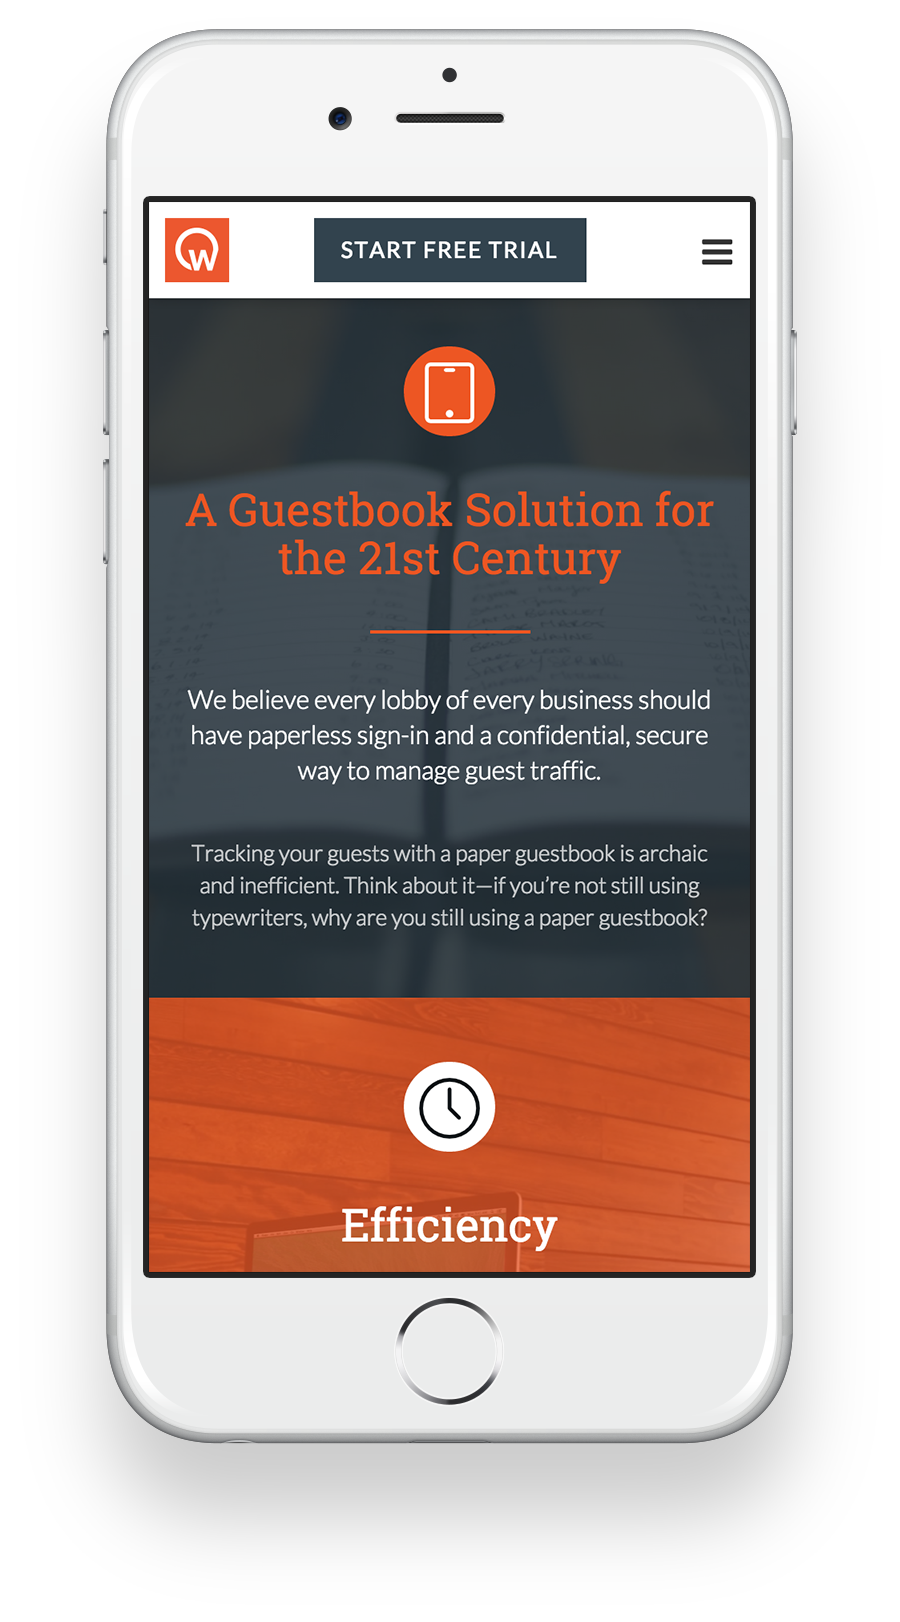 W
START FREE TRIAL
A Guestbook Solution for
the 21st Century
We believe every lobby of every business should
have paperless sign-in and a confidential, secure
way to manage guest traffic.
Tracking your guests with a paper guestbook is archaic
and inefficient. Think about it—if you’re not still using
typewriters, why are you still using a paper guestbook?
Efficiency